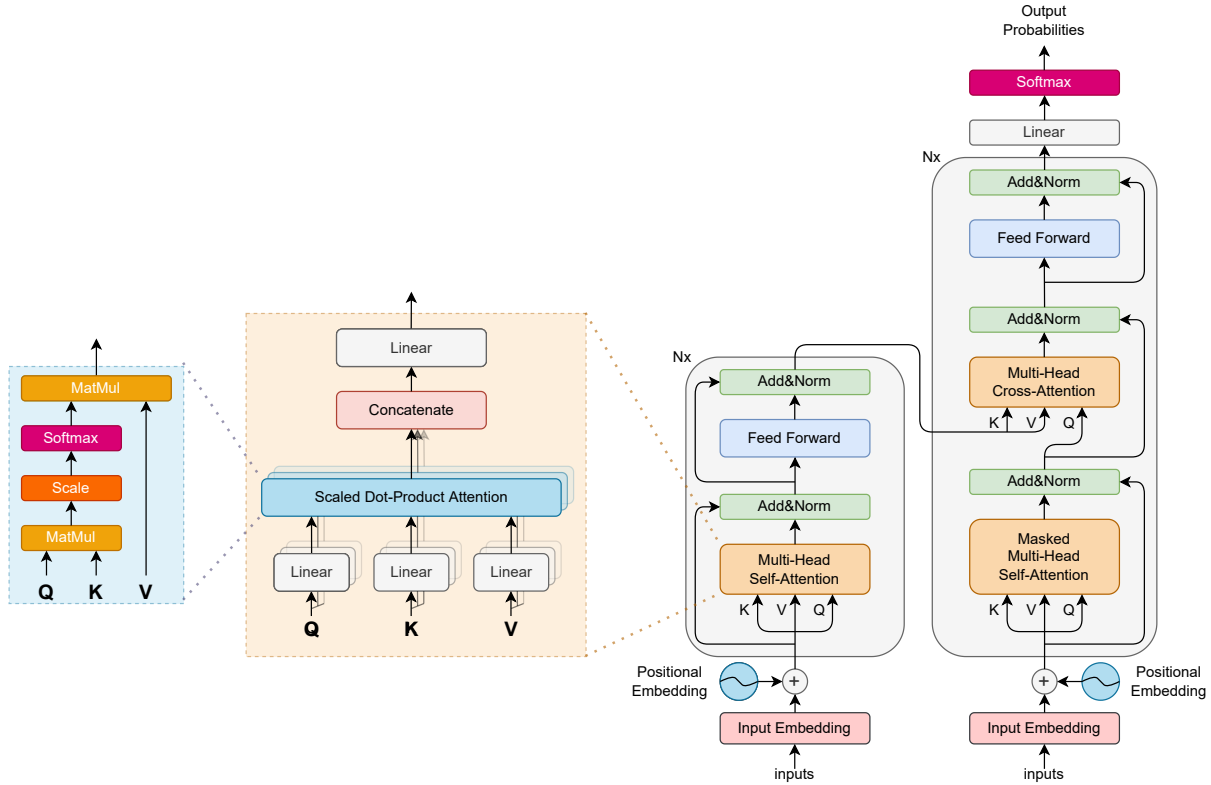 MatMul
Softmax
Scale
MatMul
Q K V
Linear
Concatenate
Scaled Dot-Product Attention
Linear Linear Linear
Q K V
Nx
Add&Norm
Feed Forward
Add&Norm
Multi-Head
Self-Attention
K V Q
Positional
Embedding
+
Input Embedding
inputs
Output
Probabilities
Softmax
Linear
Nx
Add&Norm
Feed Forward
Add&Norm
Multi-Head
Cross-Attention
K V Q
Add&Norm
Masked
Multi-Head
Self-Attention
K V Q
+
Positional
Embedding
Input Embedding
inputs